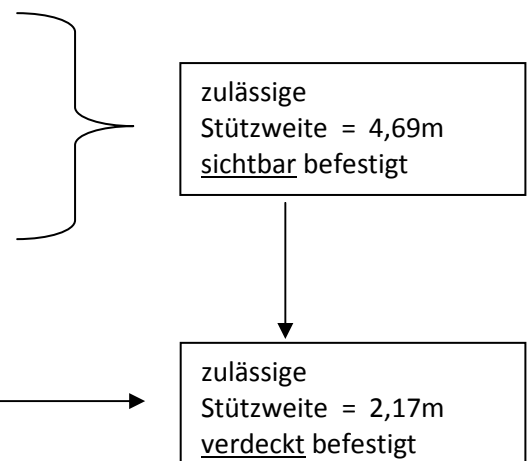 zulässige
Stützweite = 4,69m
sichtbar befestigt
zulässige
Stützweite = 2,17m
verdeckt befestigt